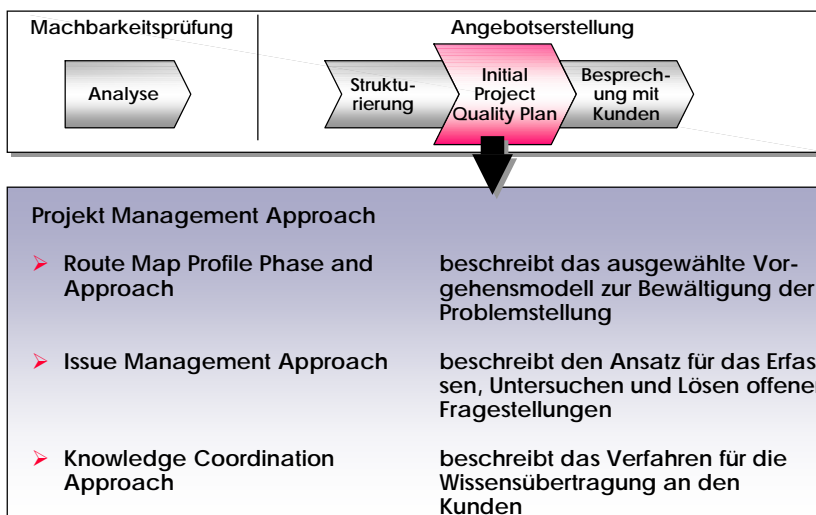 Machbarkeitsprüfung
Angebotserstellung
Analyse
Struktu-
rierung
Initial
Project
Quality Plan
Besprech-
ung mit
Kunden
Projekt Management Approach
Route Map Profile Phase and
Approach
beschreibt das ausgewählte Vor-
gehensmodell zur Bewältigung der
Problemstellung
Issue Management Approach
beschreibt den Ansatz für das Erfas
sen, Untersuchen und Lösen offene
Fragestellungen
Knowledge Coordination
Approach
beschreibt das Verfahren für die
Wissensübertragung an den
Kunden